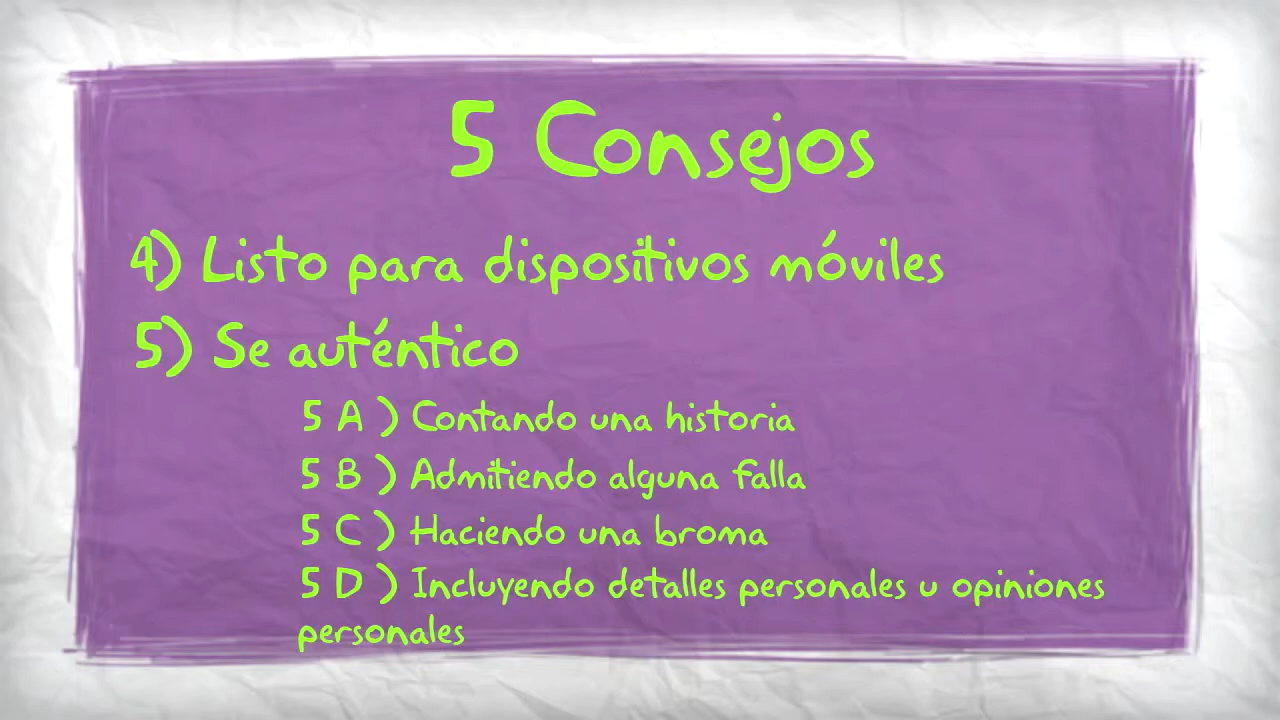 5 Consejos
4) Listo para dispositivos móviles
5) Se auténtico
5 A ) Contando una historia
5 B ) Admitiendo alguna falla
5 C ) Haciendo una broma
5 D ) Incluyendo detalles personales u opiniones
personales